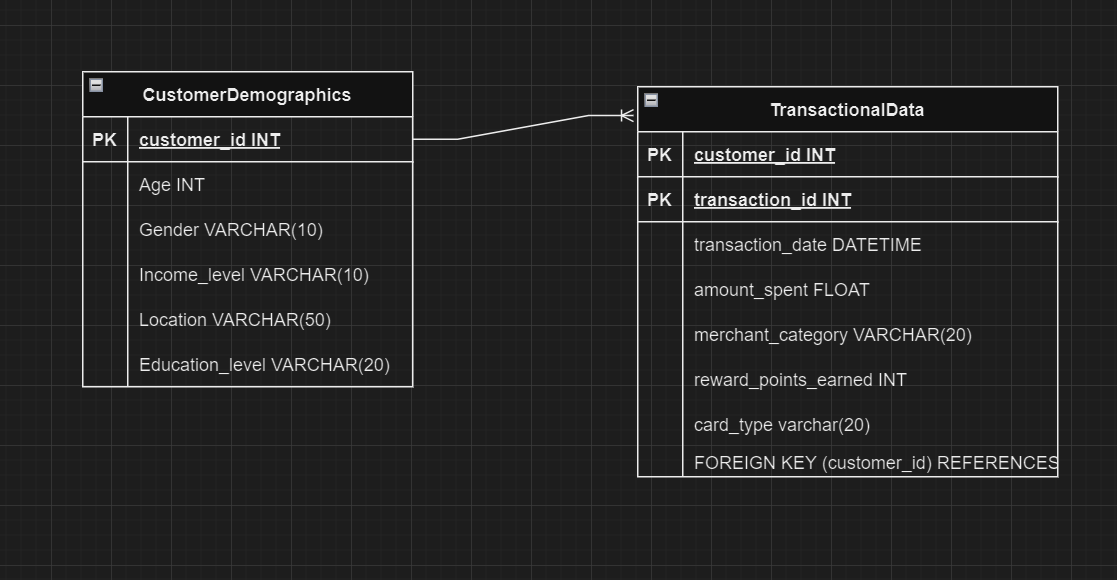 CustomerDemographics
PK customer_id INT
Age INT
Gender VARCHAR(10)
Income_level VARCHAR(10)
Location VARCHAR(50)
Education_level VARCHAR(20)
TransactionalData
PK customer_id INT
PK transaction_id INT
transaction_date DATETIME
amount_spent FLOAT
merchant_category VARCHAR(20)
reward_points_earned INT
card_type varchar(20)
FOREIGN KEY (customer_id) REFERENCES